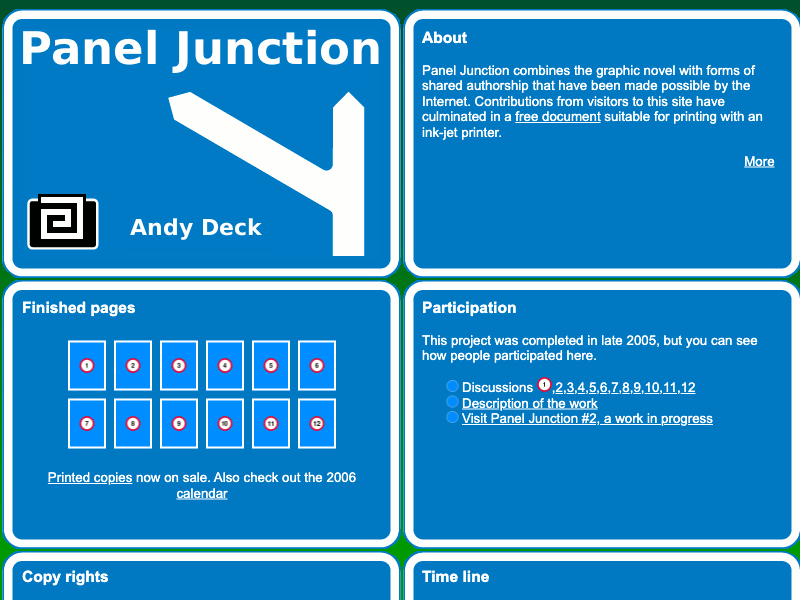 Panel Junction
Andy Deck
About
Panel Junction combines the graphic novel with forms of
shared authorship that have been made possible by the
Internet. Contributions from visitors to this site have
culminated in a free document suitable for printing with an
ink-jet printer.
More
Finished pages
1 2 3 4 5 6
7 8 9 10 11 12
Printed copies now on sale. Also check out the 2006
calendar
Participation
This project was completed in late 2005, but you can see
how people participated here.
Discussions 1,2,3,4,5,6,7,8,9,10,11,12
Description of the work
Visit Panel Junction #2, a work in progress
Copy rights
Time line